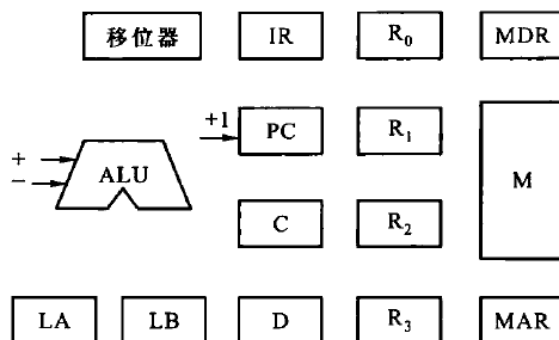 移位器 IR R₀ MDR
+1
PC R₁
+
−
ALU
M
C R₂
LA LB D R₃ MAR